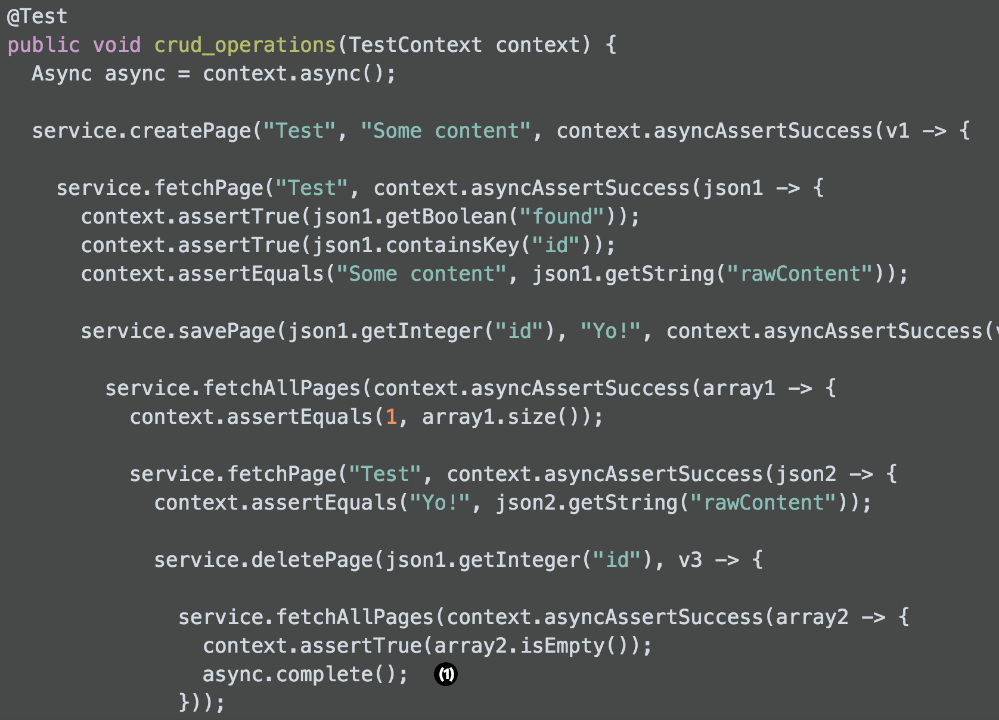 @Test
public void crud_operations(TestContext context) {
  Async async = context.async();

  service.createPage("Test", "Some content", context.asyncAssertSuccess(v1 -> {

    service.fetchPage("Test", context.asyncAssertSuccess(json1 -> {
      context.assertTrue(json1.getBoolean("found"));
      context.assertTrue(json1.containsKey("id"));
      context.assertEquals("Some content", json1.getString("rawContent"));

      service.savePage(json1.getInteger("id"), "Yo!", context.asyncAssertSuccess(

        service.fetchAllPages(context.asyncAssertSuccess(array1 -> {
          context.assertEquals(1, array1.size());

          service.fetchPage("Test", context.asyncAssertSuccess(json2 -> {
            context.assertEquals("Yo!", json2.getString("rawContent"));

            service.deletePage(json1.getInteger("id"), v3 -> {

              service.fetchAllPages(context.asyncAssertSuccess(array2 -> {
                context.assertTrue(array2.isEmpty());
                async.complete();  (1)
              }));